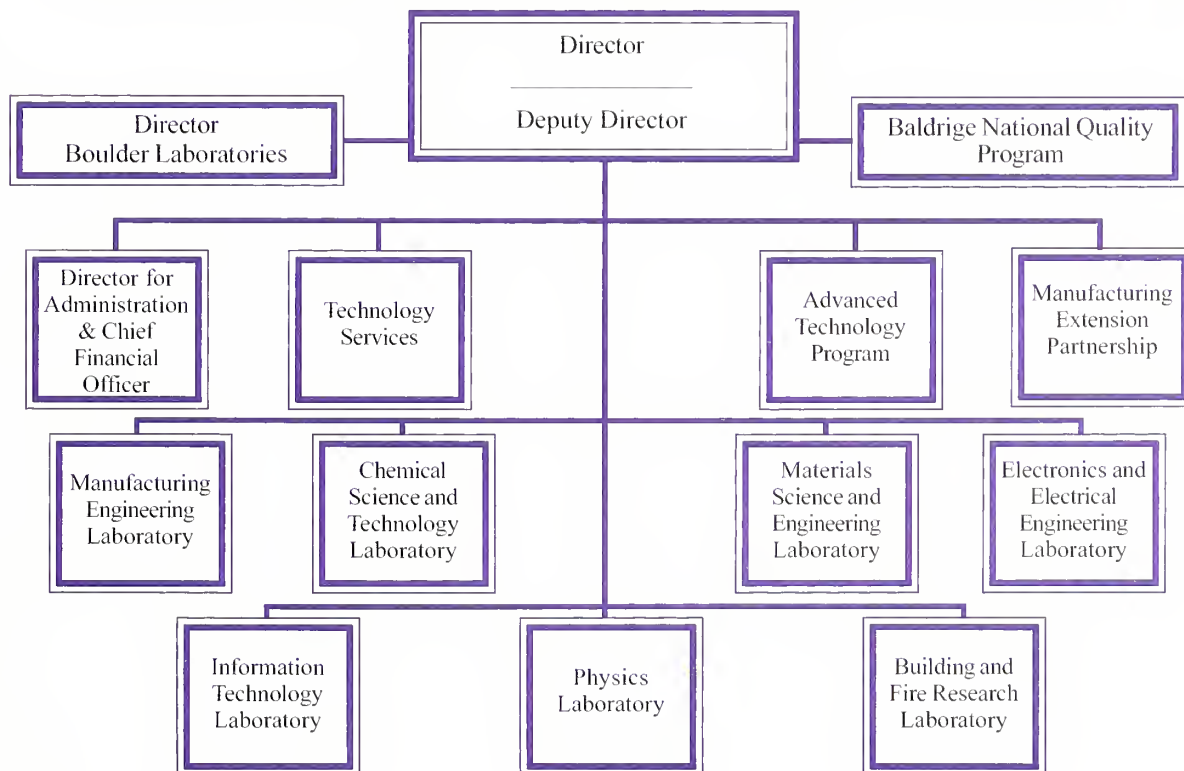 Director
Deputy Director
Director
Boulder Laboratories
Baldrige National Quality
Program
Director for
Administration
& Chief
Financial
Officer
Technology
Services
Advanced
Technology
Program
Manufacturing
Extension
Partnership
Manufacturing
Engineering
Laboratory
Chemical
Science and
Technology
Laboratory
Materials
Science and
Engineering
Laboratory
Electronics and
Electrical
Engineering
Laboratory
Information
Technology
Laboratory
Physics
Laboratory
Building and
Fire Research
Laboratory